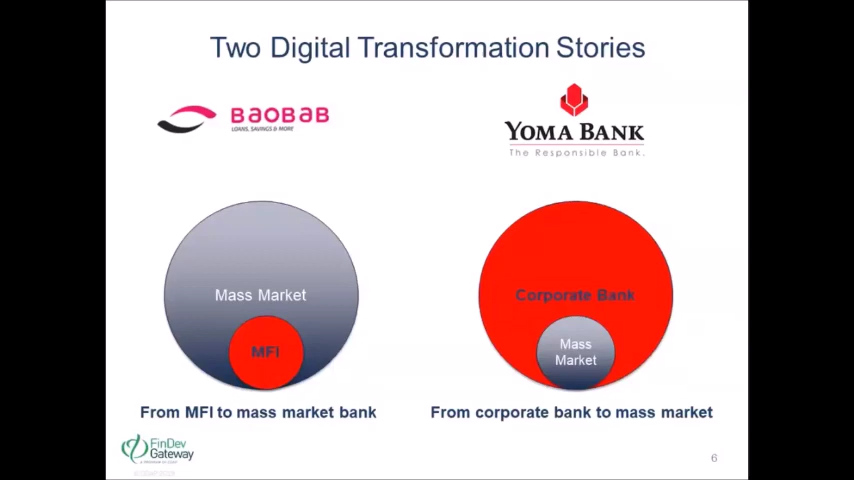 Two Digital Transformation Stories
BAOBAB
LOANS, SAVINGS & MORE
YOMA BANK
The Responsible Bank.
Mass Market
MFI
Corporate Bank
Mass
Market
From MFI to mass market bank
From corporate bank to mass market
FinDev
Gateway
6